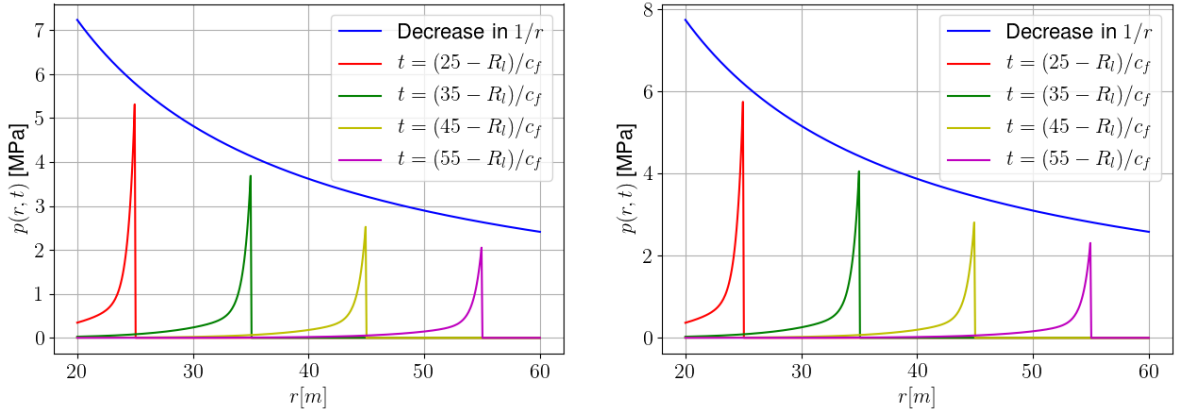 7
6
5
4
3
2
1
0
p(r, t) [MPa]
Decrease in 1/r
t = (25 − R_l)/c_f
t = (35 − R_l)/c_f
t = (45 − R_l)/c_f
t = (55 − R_l)/c_f
20 30 40 50 60
r[m]
8
6
4
2
0
p(r, t) [MPa]
Decrease in 1/r
t = (25 − R_l)/c_f
t = (35 − R_l)/c_f
t = (45 − R_l)/c_f
t = (55 − R_l)/c_f
20 30 40 50 60
r[m]